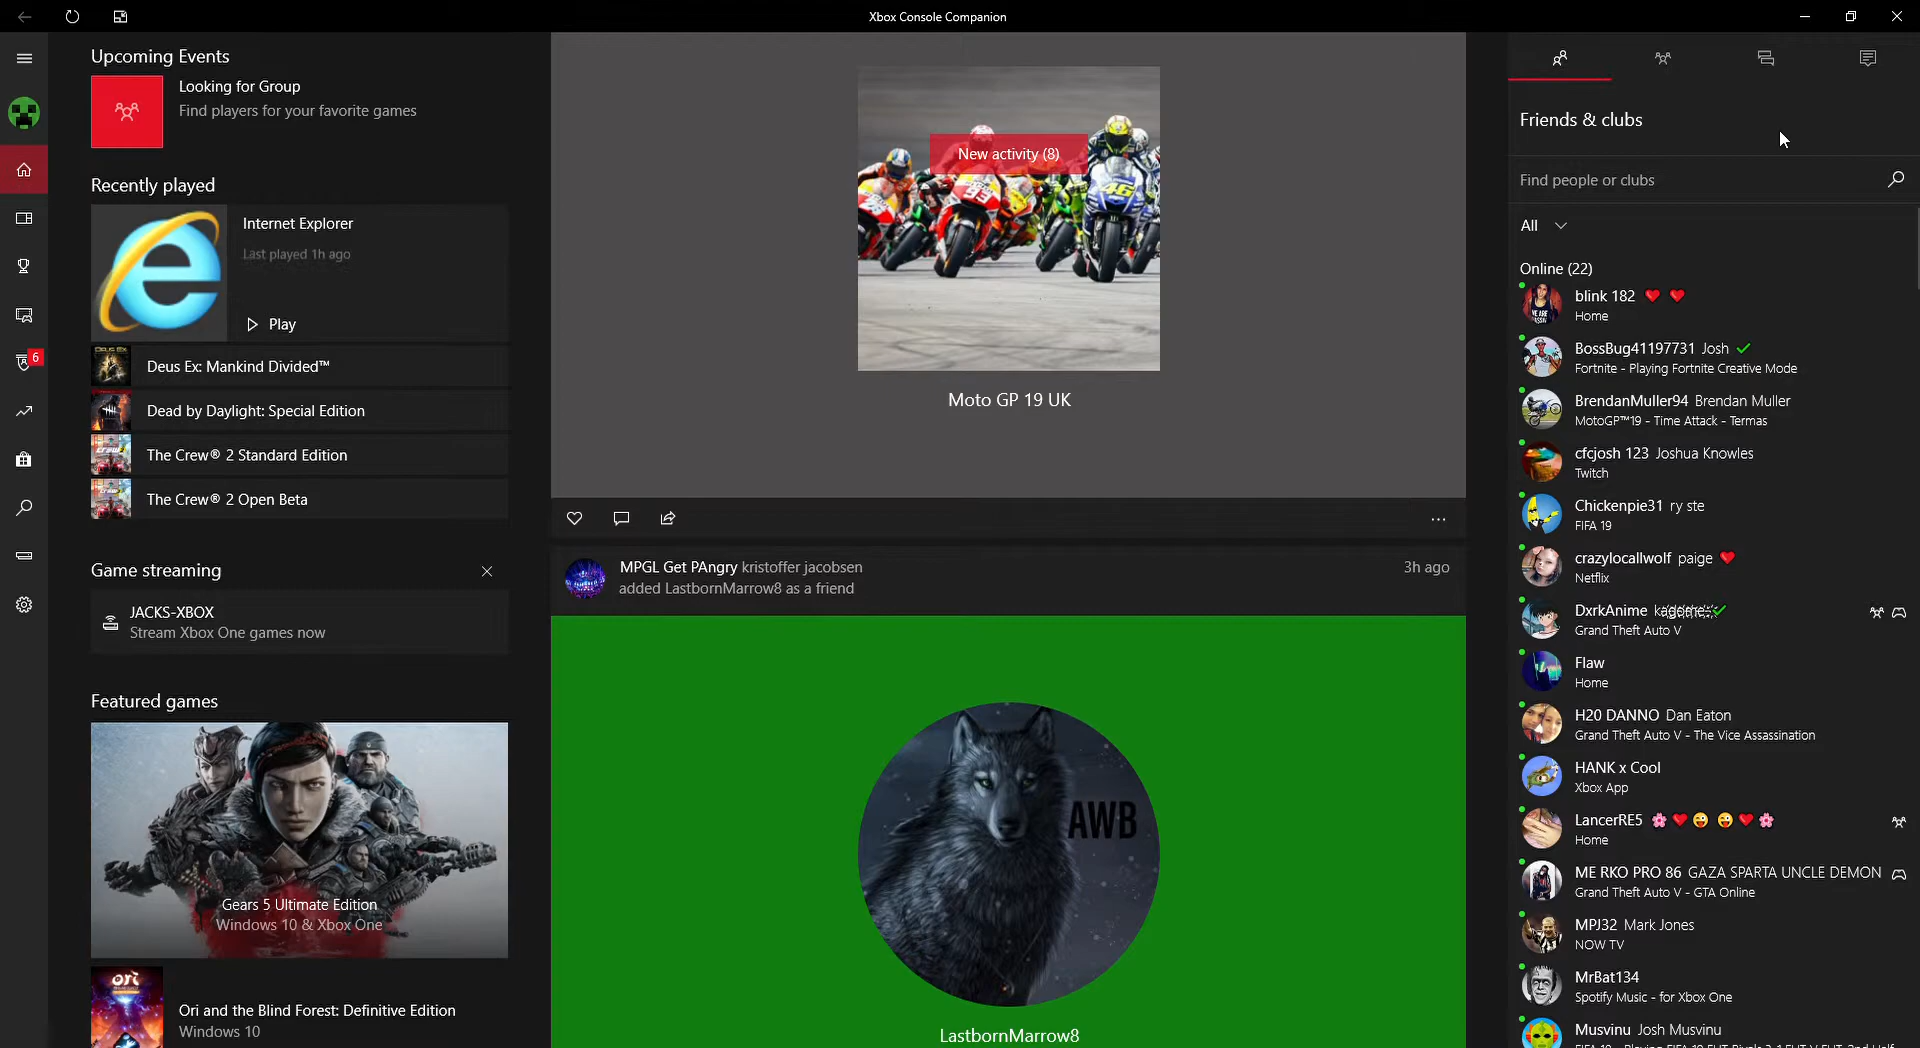 Xbox Console Companion
Upcoming Events
Looking for Group
Find players for your favorite games
Recently played
Internet Explorer
Last played 1h ago
Play
Deus Ex: Mankind Divided™
Dead by Daylight: Special Edition
The Crew® 2 Standard Edition
The Crew® 2 Open Beta
6
Game streaming
JACKS-XBOX
Stream Xbox One games now
Featured games
Gears 5 Ultimate Edition
Windows 10 & Xbox One
ori
Ori and the Blind Forest: Definitive Edition
Windows 10
New activity (8)
93
46
Moto GP 19 UK
MPGL Get PAngry kristoffer jacobsen
3h ago
added LastbornMarrow8 as a friend
AWB
LastbornMarrow8
Friends & clubs
Find people or clubs
All
Online (22)
blink 182 ❤ ❤
Home
BossBug41197731 Josh ✓
Fortnite - Playing Fortnite Creative Mode
BrendanMuller94 Brendan Muller
MotoGP™19 - Time Attack - Termas
cfcjosh 123 Joshua Knowles
Twitch
Chickenpie31 ry ste
FIFA 19
crazylocallwolf paige ❤
Netflix
DxrkAnime
Grand Theft Auto V
Flaw
Home
H20 DANNO Dan Eaton
Grand Theft Auto V - The Vice Assassination
HANK x Cool
Xbox App
LancerRE5 🌸❤😜 😜❤🌸
Home
ME RKO PRO 86 GAZA SPARTA UNCLE DEMON
Grand Theft Auto V - GTA Online
MPJ32 Mark Jones
NOW TV
MrBat134
Spotify Music - for Xbox One
Musvinu Josh Musvinu